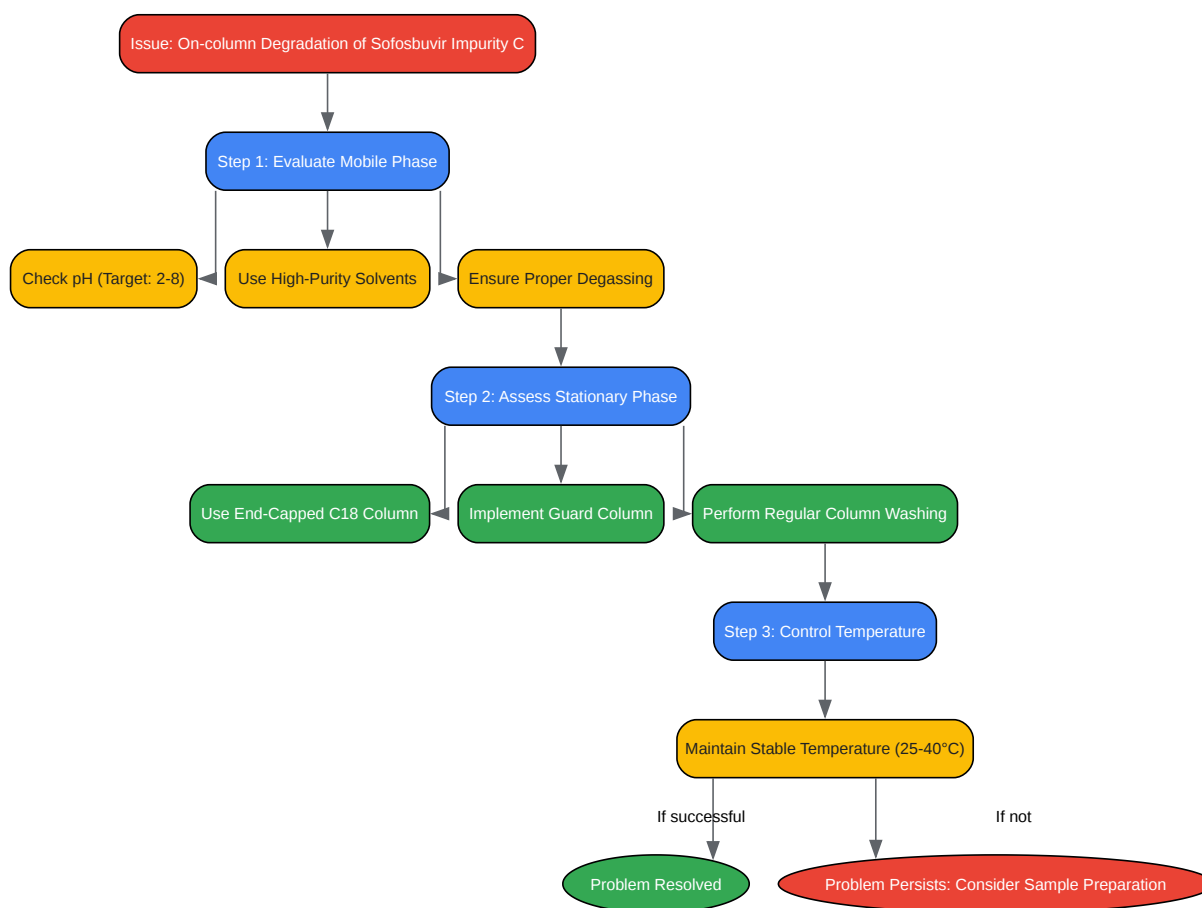 Issue: On-column Degradation of Sofosbuvir Impurity C
Step 1: Evaluate Mobile Phase
Check pH (Target: 2-8)
Use High-Purity Solvents
Ensure Proper Degassing
Step 2: Assess Stationary Phase
Use End-Capped C18 Column
Implement Guard Column
Perform Regular Column Washing
Step 3: Control Temperature
Maintain Stable Temperature (25-40°C)
If successful
If not
Problem Resolved
Problem Persists: Consider Sample Preparation